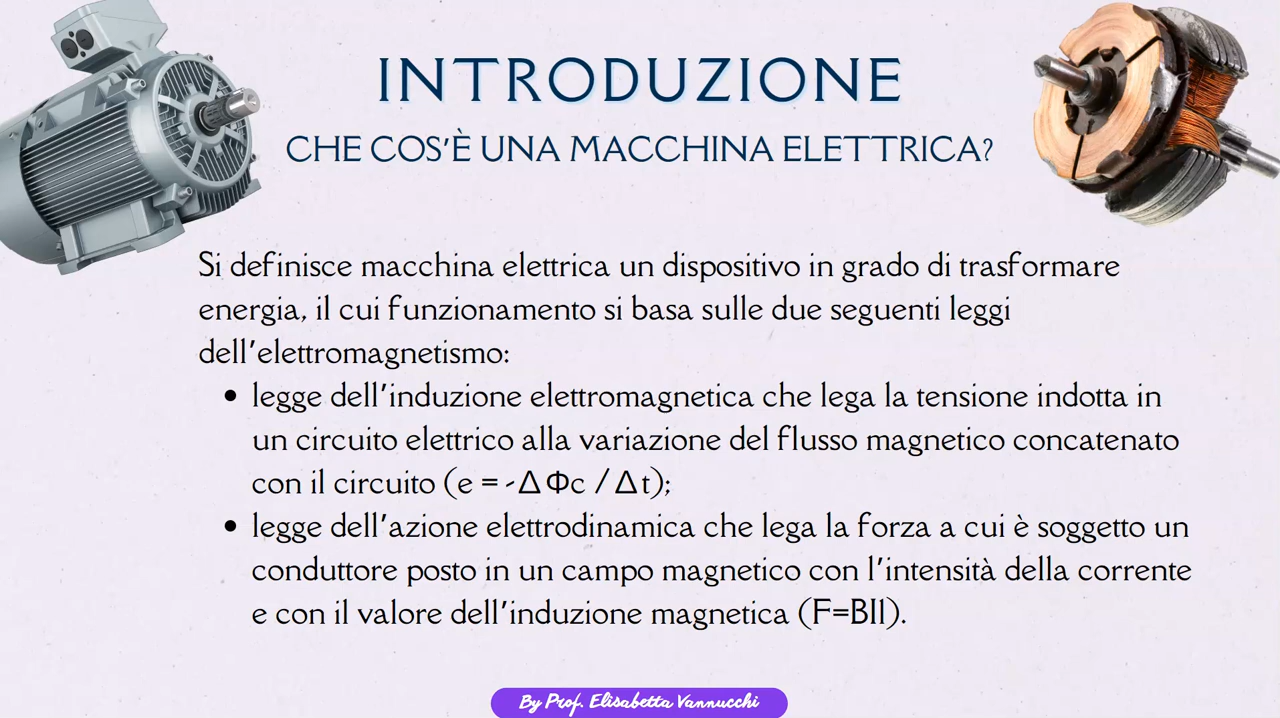 INTRODUZIONE
CHE COS'È UNA MACCHINA ELETTRICA?
Si definisce macchina elettrica un dispositivo in grado di trasformare
energia, il cui funzionamento si basa sulle due seguenti leggi
dell'elettromagnetismo:
• legge dell'induzione elettromagnetica che lega la tensione indotta in
un circuito elettrico alla variazione del flusso magnetico concatenato
con il circuito (e = -ΔΦc / Δt);
• legge dell'azione elettrodinamica che lega la forza a cui è soggetto un
conduttore posto in un campo magnetico con l'intensità della corrente
e con il valore dell'induzione magnetica (F=BIl).
By Prof. Elisabetta Vannucchi